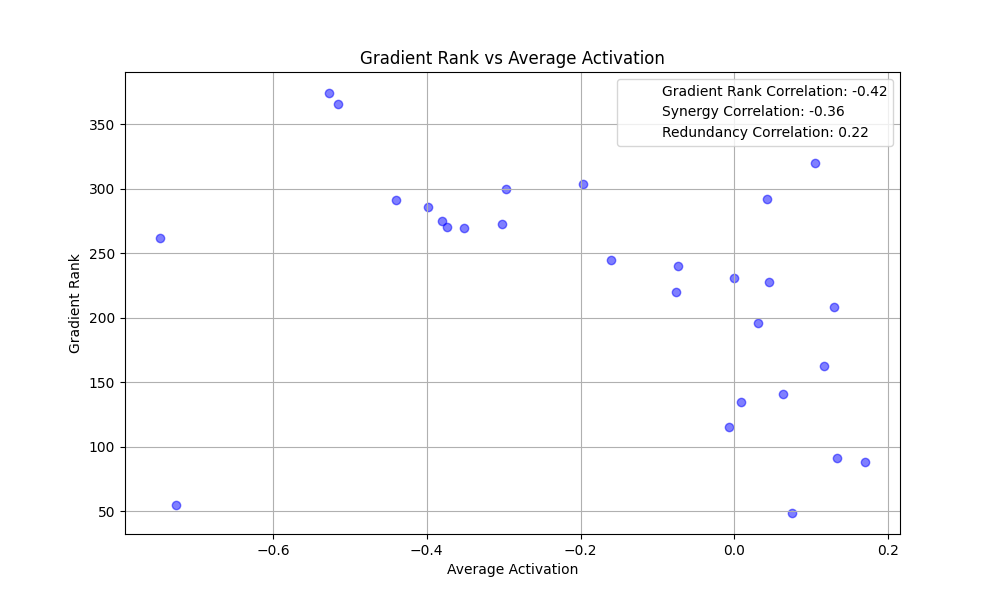 Gradient Rank vs Average Activation
Gradient Rank Correlation: -0.42
Synergy Correlation: -0.36
Redundancy Correlation: 0.22
350
300
250
200
150
100
50
Gradient Rank
−0.6
−0.4
−0.2
0.0
0.2
Average Activation